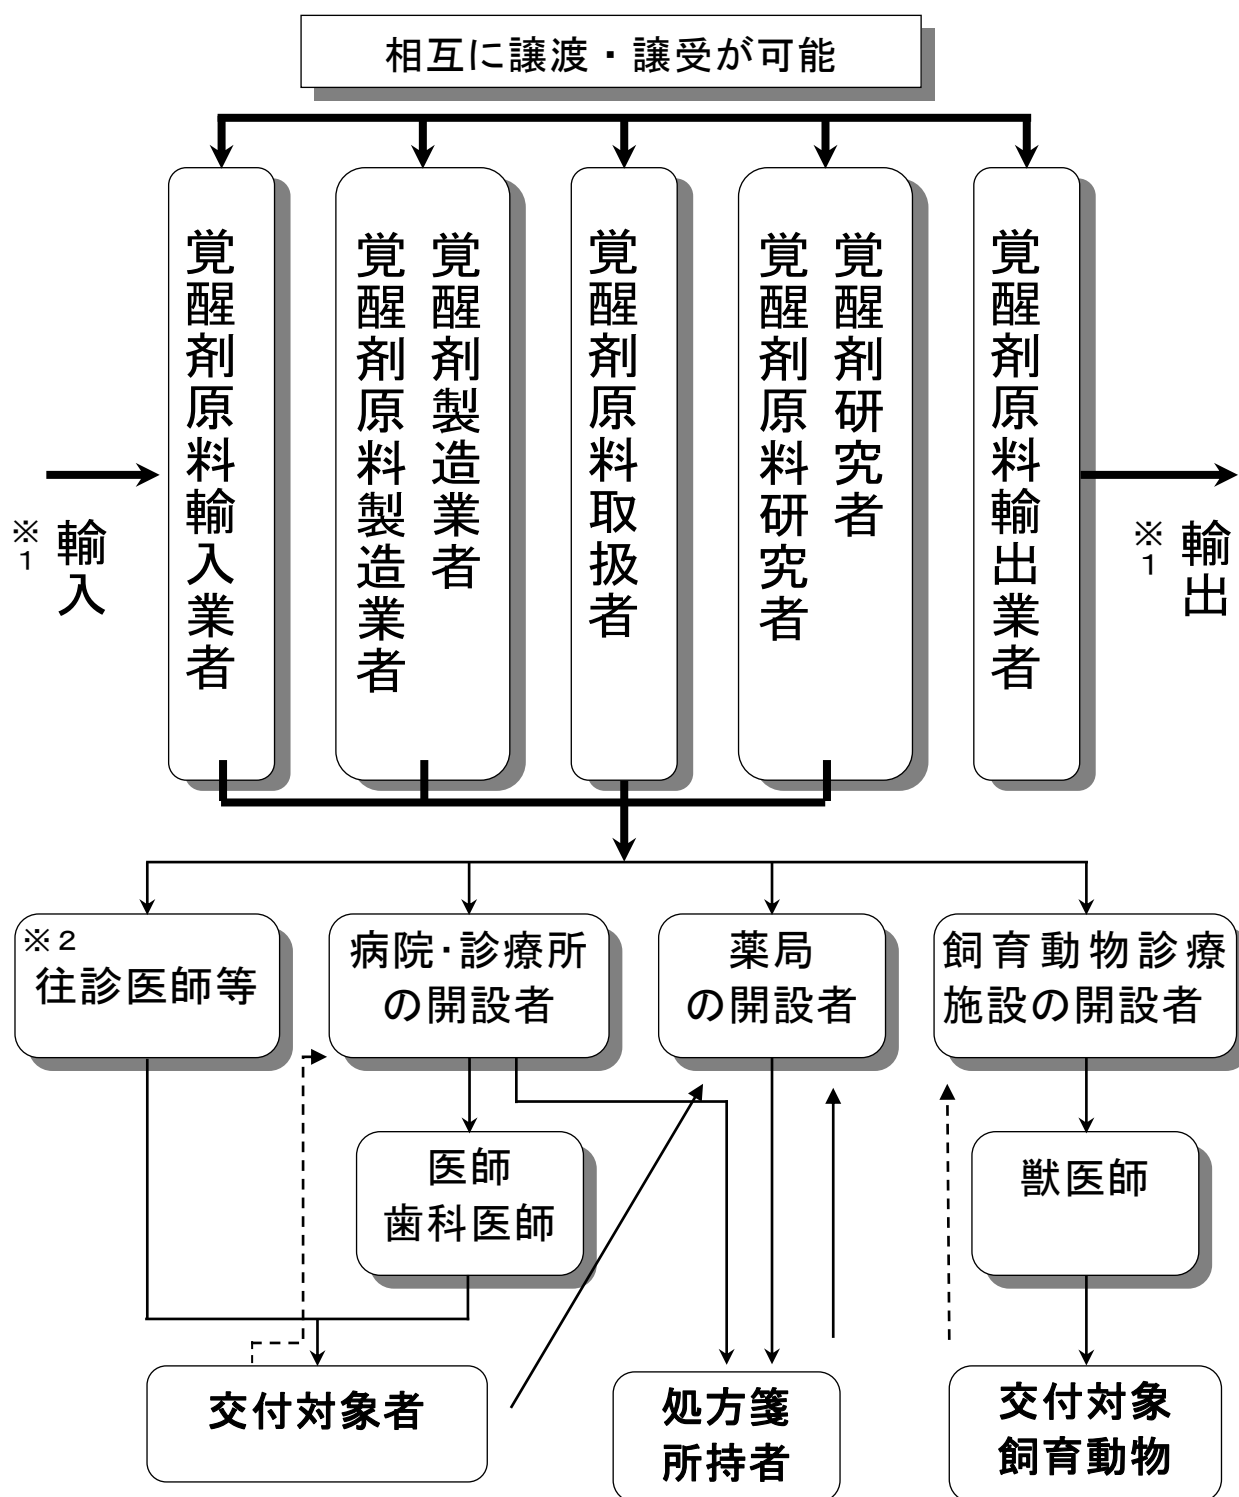 相互に譲渡・譲受が可能
覚醒剤原料輸入業者
覚醒剤製造業者
覚醒剤原料製造業者
覚醒剤原料取扱者
覚醒剤研究者
覚醒剤原料研究者
覚醒剤原料輸出業者
輸入
※1
輸出
※1
※2
往診医師等
病院・診療所
の開設者
薬局
の開設者
飼育動物診療
施設の開設者
医師
歯科医師
獣医師
交付対象者
処方箋
所持者
交付対象
飼育動物